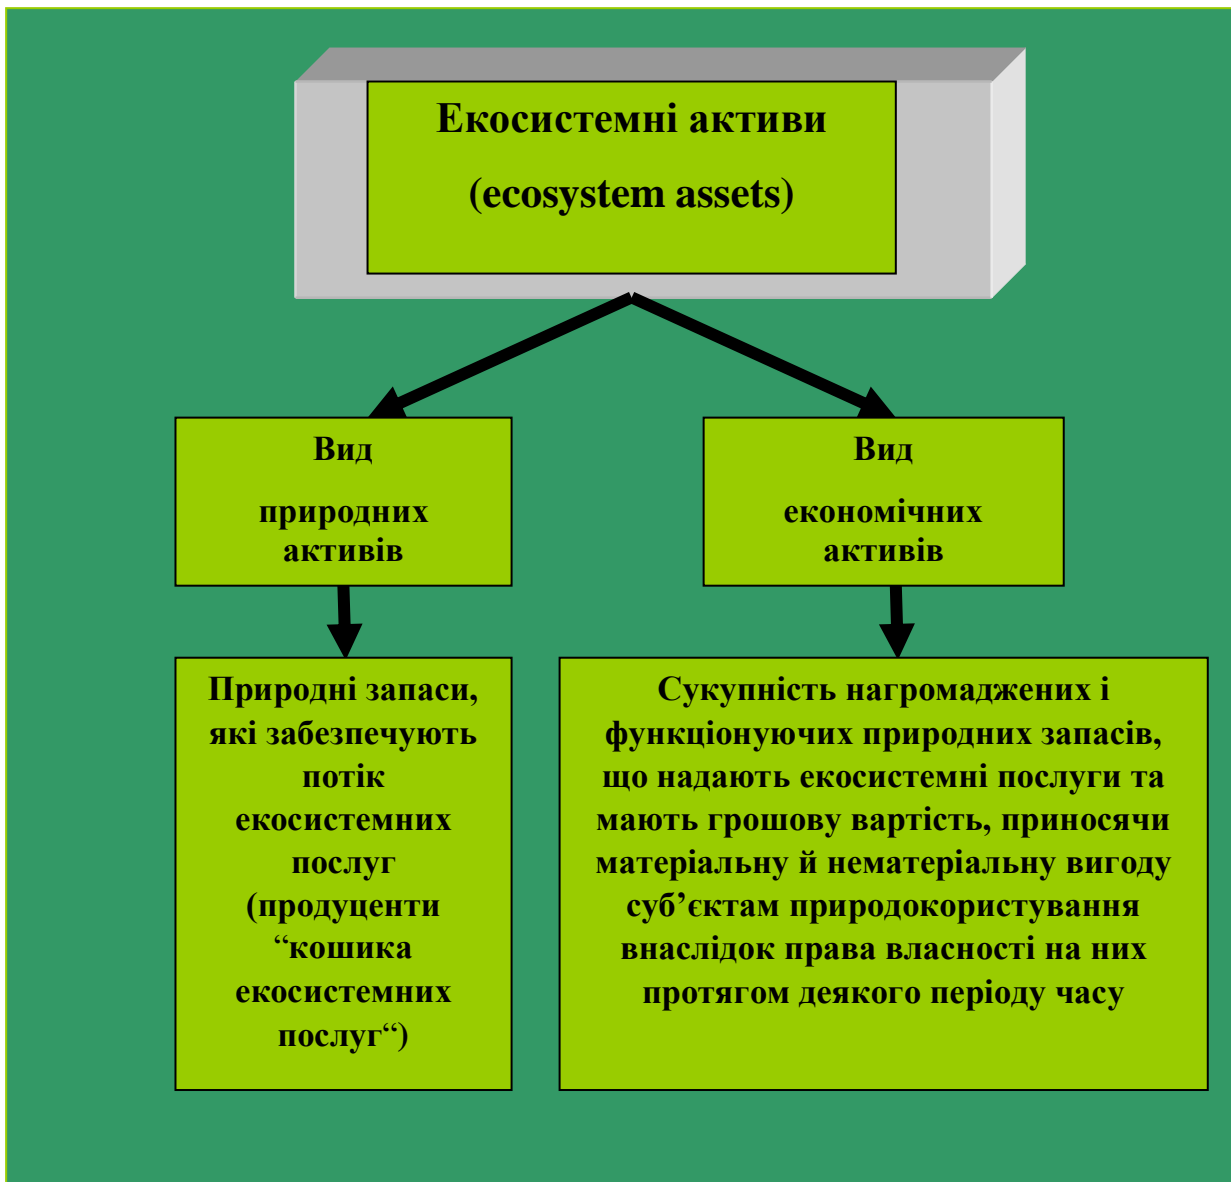 Екосистемні активи
(ecosystem assets)
Вид
природних
активів
Вид
економічних
активів
Природні запаси,
які забезпечують
потік
екосистемних
послуг
(продуценти
“кошика
екосистемних
послуг“)
Сукупність нагромаджених і
функціонуючих природних запасів,
що надають екосистемні послуги та
мають грошову вартість, приносячи
матеріальну й нематеріальну вигоду
суб’єктам природокористування
внаслідок права власності на них
протягом деякого періоду часу